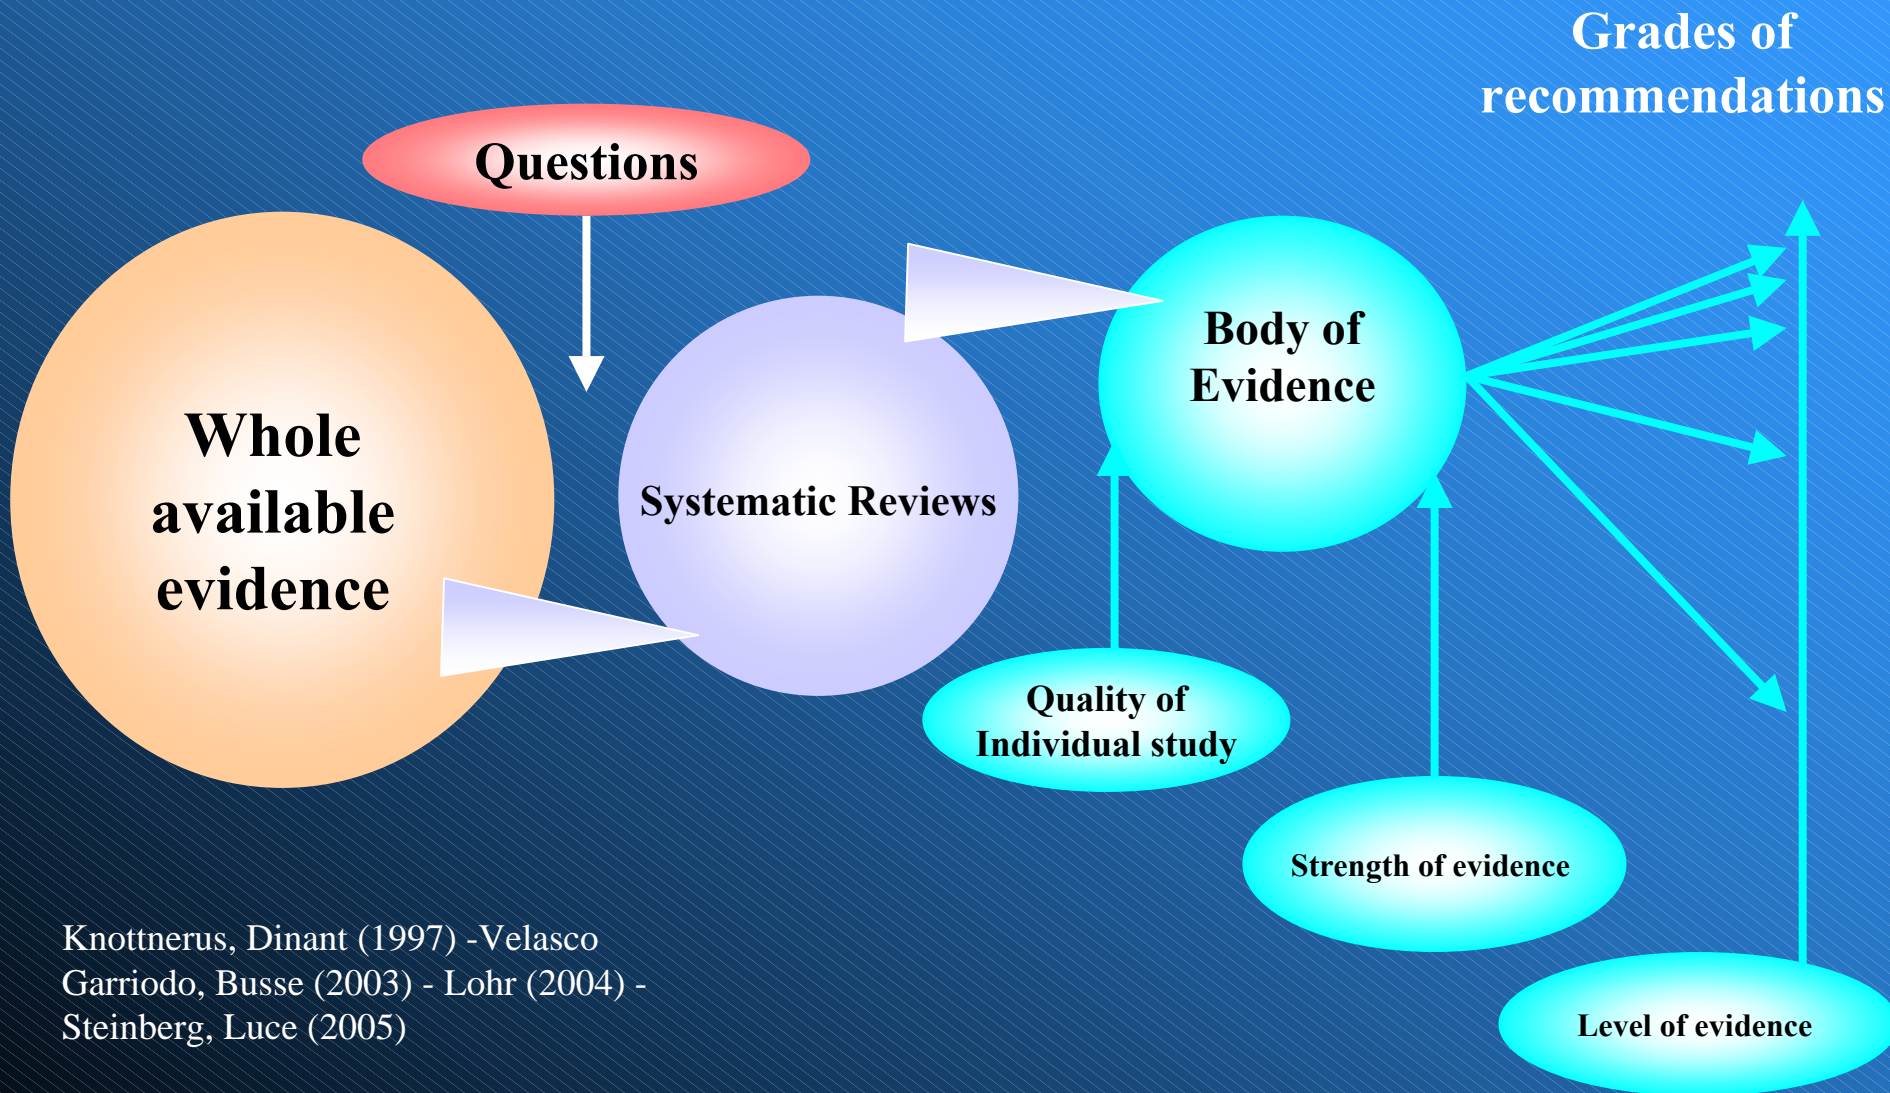 Grades of
recommendations
Questions
Whole
available
evidence
Systematic Reviews
Body of
Evidence
Quality of
Individual study
Strength of evidence
Level of evidence
Knottnerus, Dinant (1997) -Velasco
Garriodo, Busse (2003) - Lohr (2004) -
Steinberg, Luce (2005)